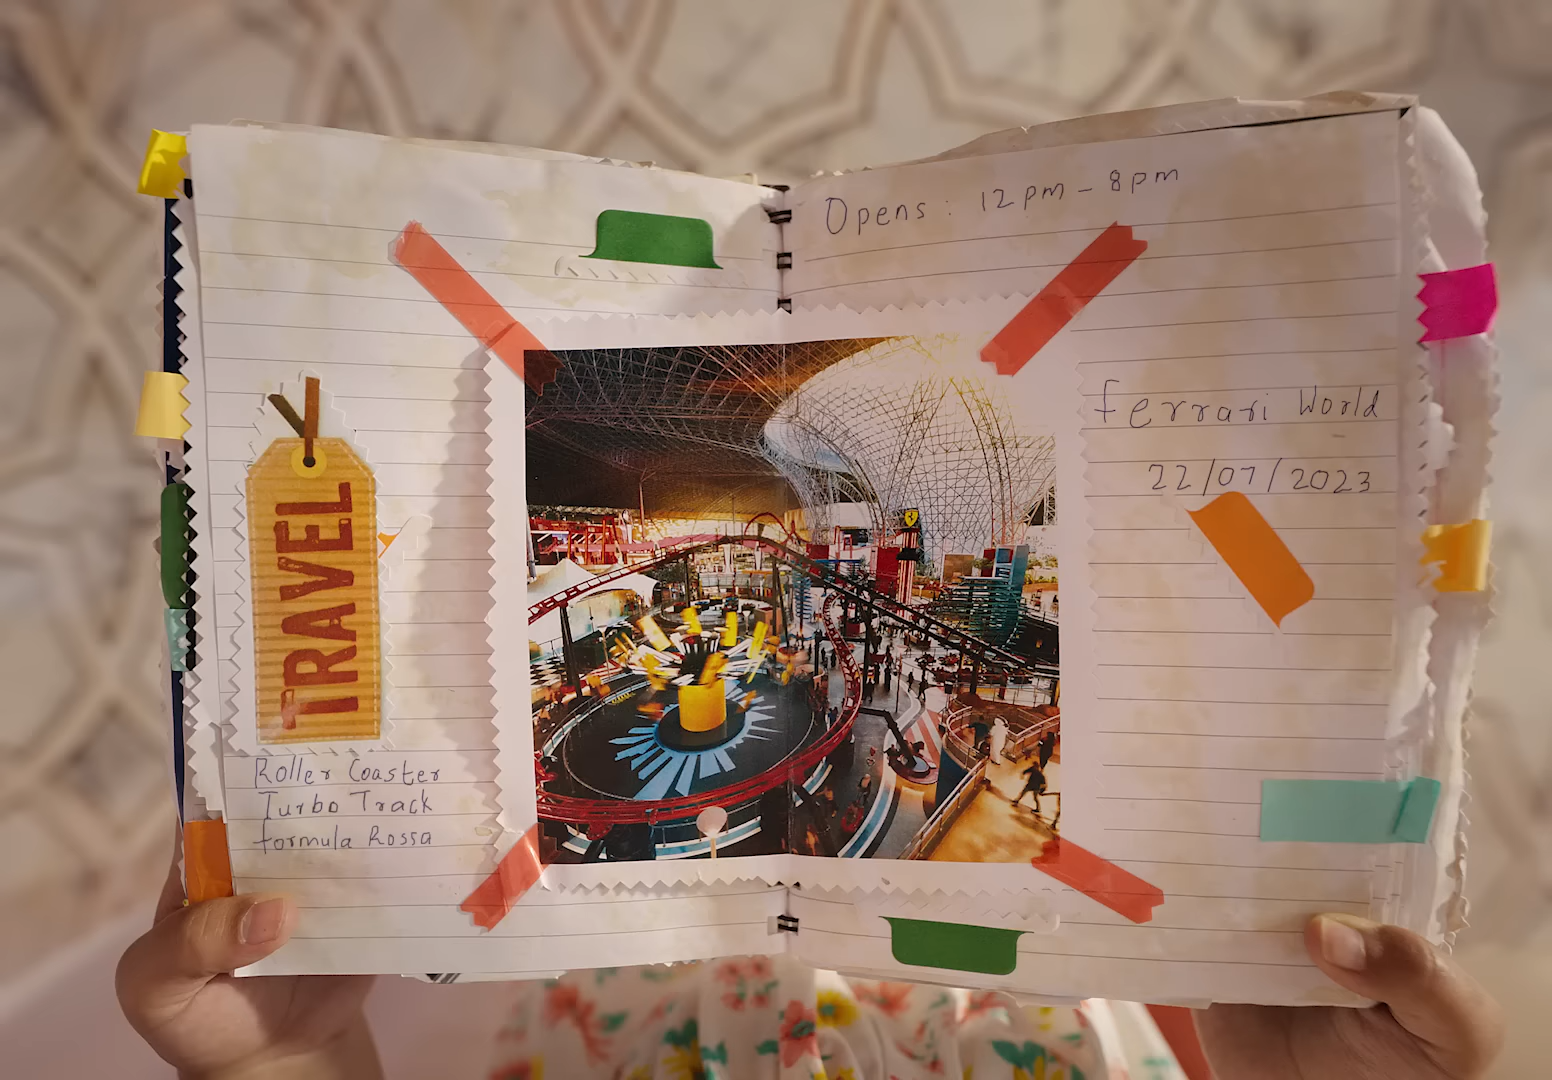 Opens: 12pm - 8pm
TRAVEL
Ferrari World
22/07/2023
Roller Coaster
Turbo Track
formula Rossa